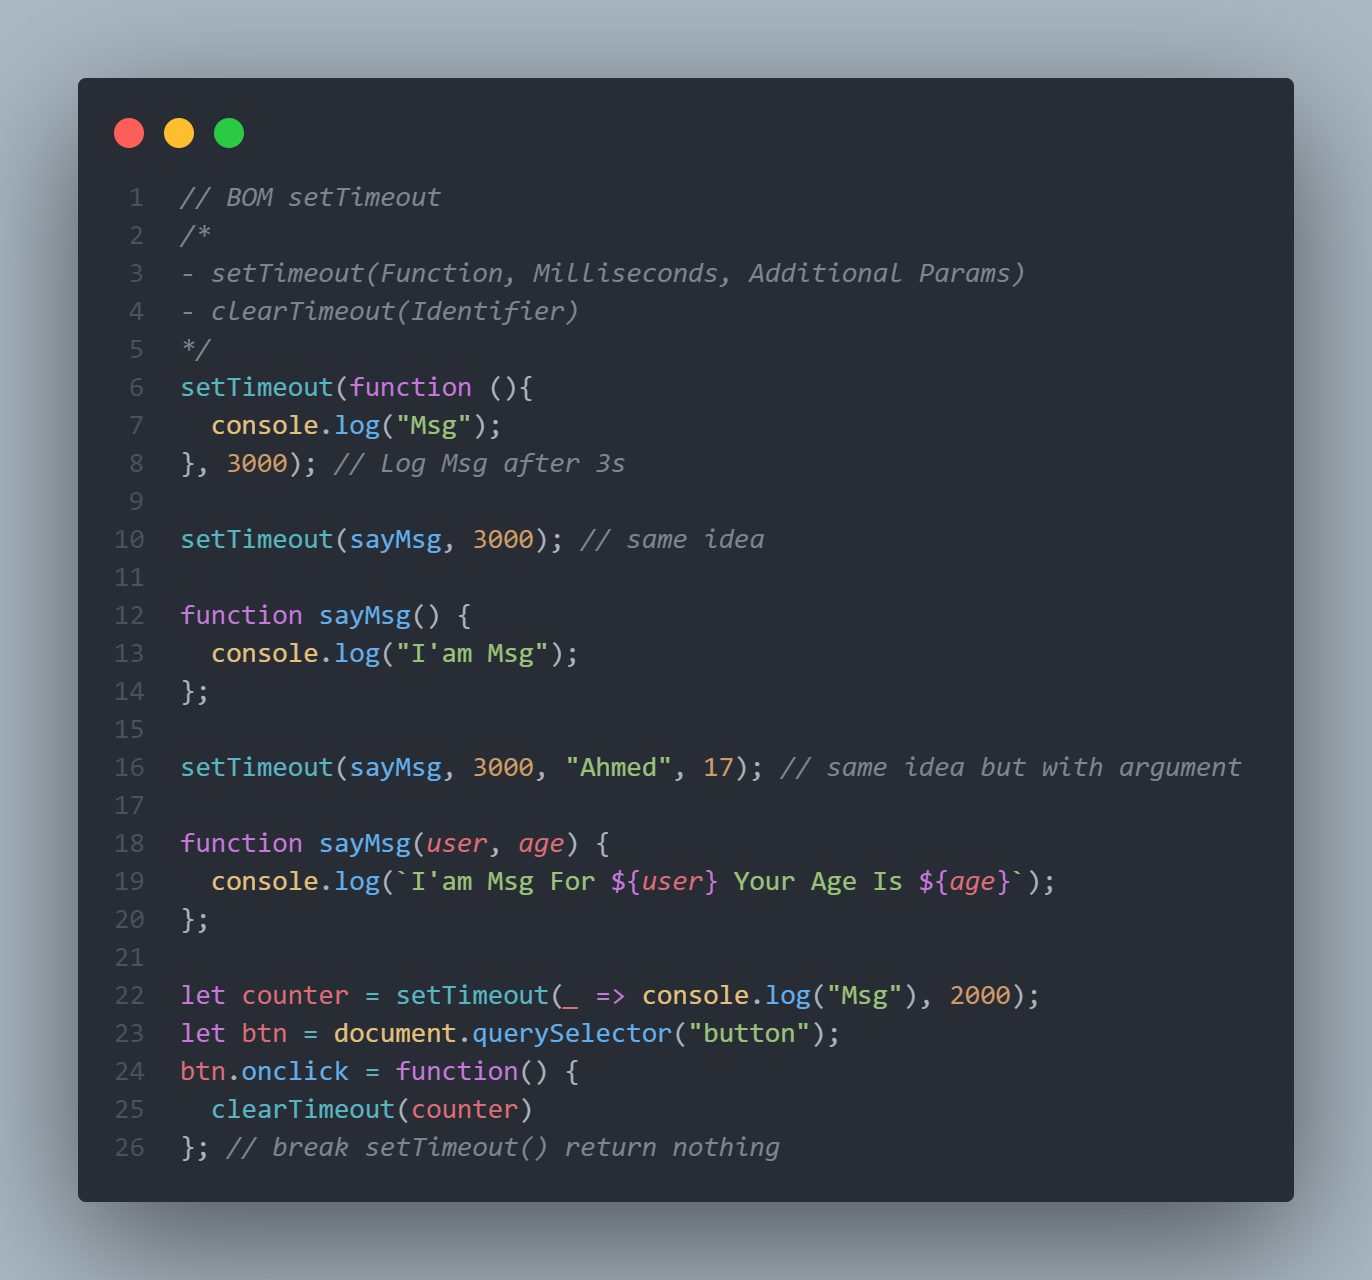 1 // BOM setTimeout
2 /*
3 - setTimeout(Function, Milliseconds, Additional Params)
4 - clearTimeout(Identifier)
5 */
6 setTimeout(function (){
7   console.log("Msg");
8 }, 3000); // Log Msg after 3s
9
10 setTimeout(sayMsg, 3000); // same idea
11
12 function sayMsg() {
13   console.log("I'am Msg");
14 };
15
16 setTimeout(sayMsg, 3000, "Ahmed", 17); // same idea but with argument
17
18 function sayMsg(user, age) {
19   console.log(`I'am Msg For ${user} Your Age Is ${age}`);
20 };
21
22 let counter = setTimeout(_ => console.log("Msg"), 2000);
23 let btn = document.querySelector("button");
24 btn.onclick = function() {
25   clearTimeout(counter)
26 }; // break setTimeout() return nothing